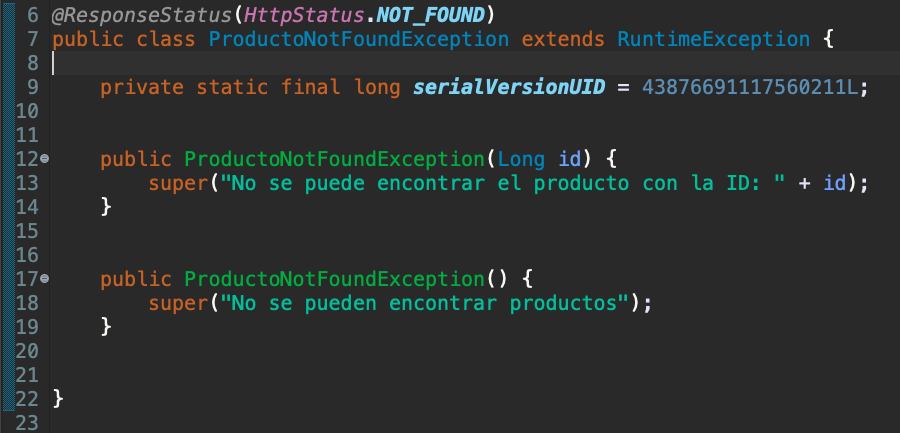 6 @ResponseStatus(HttpStatus.NOT_FOUND)
7 public class ProductoNotFoundException extends RuntimeException {
8
9 private static final long serialVersionUID = 43876691117560211L;
10
11
12 public ProductoNotFoundException(Long id) {
13 super("No se puede encontrar el producto con la ID: " + id);
14 }
15
16
17 public ProductoNotFoundException() {
18 super("No se pueden encontrar productos");
19 }
20
21
22 }
23